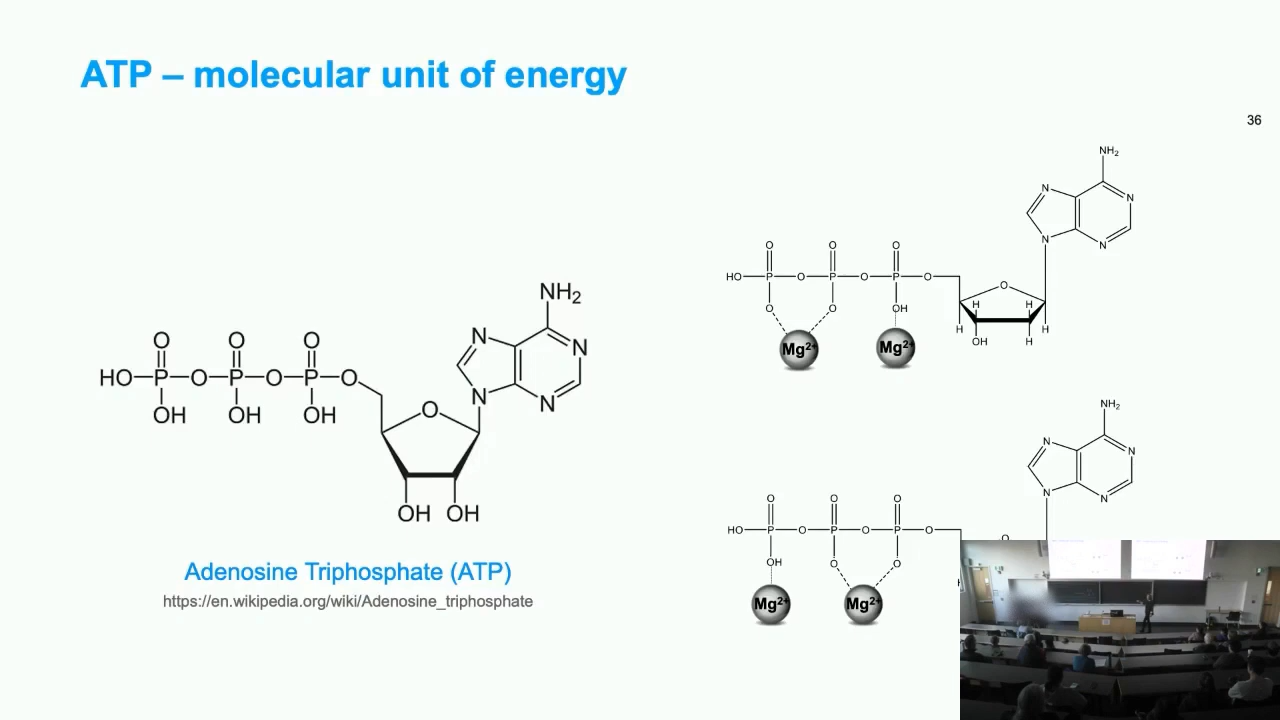 ATP – molecular unit of energy
36
NH₂
N
N
N
N
O
O
O
HO
P
O
P
O
P
O
OH
OH
OH
O
OH
OH
Adenosine Triphosphate (ATP)
https://en.wikipedia.org/wiki/Adenosine_triphosphate
NH₂
N
N
N
N
O
O
O
HO
P
O
P
O
P
O
O
O
O
OH
H
H
H
H
OH
H
Mg²⁺
Mg²⁺
NH₂
N
N
N
N
O
O
O
HO
P
O
P
O
P
O
O
OH
O
O
Mg²⁺
Mg²⁺